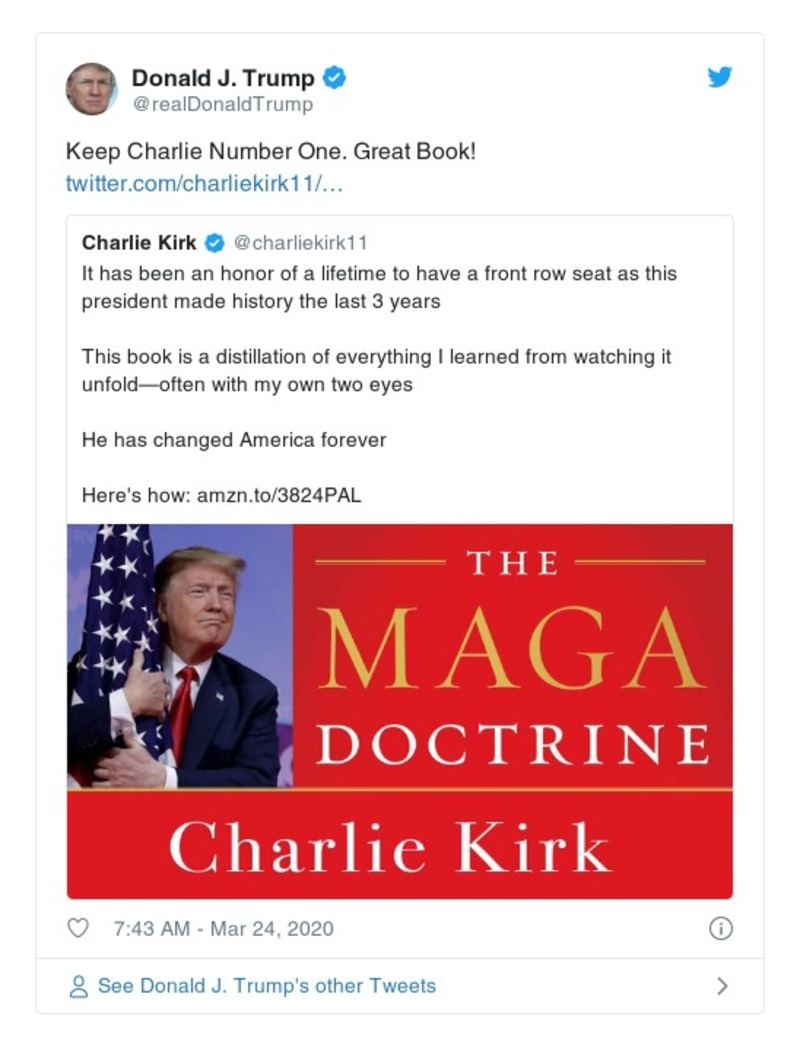 Donald J. Trump
@realDonaldTrump
Keep Charlie Number One. Great Book!
twitter.com/charliekirk11/…
Charlie Kirk @charliekirk11
It has been an honor of a lifetime to have a front row seat as this
president made history the last 3 years
This book is a distillation of everything I learned from watching it
unfold—often with my own two eyes
He has changed America forever
Here's how: amzn.to/3824PAL
THE
MAGA
DOCTRINE
Charlie Kirk
7:43 AM - Mar 24, 2020
See Donald J. Trump's other Tweets